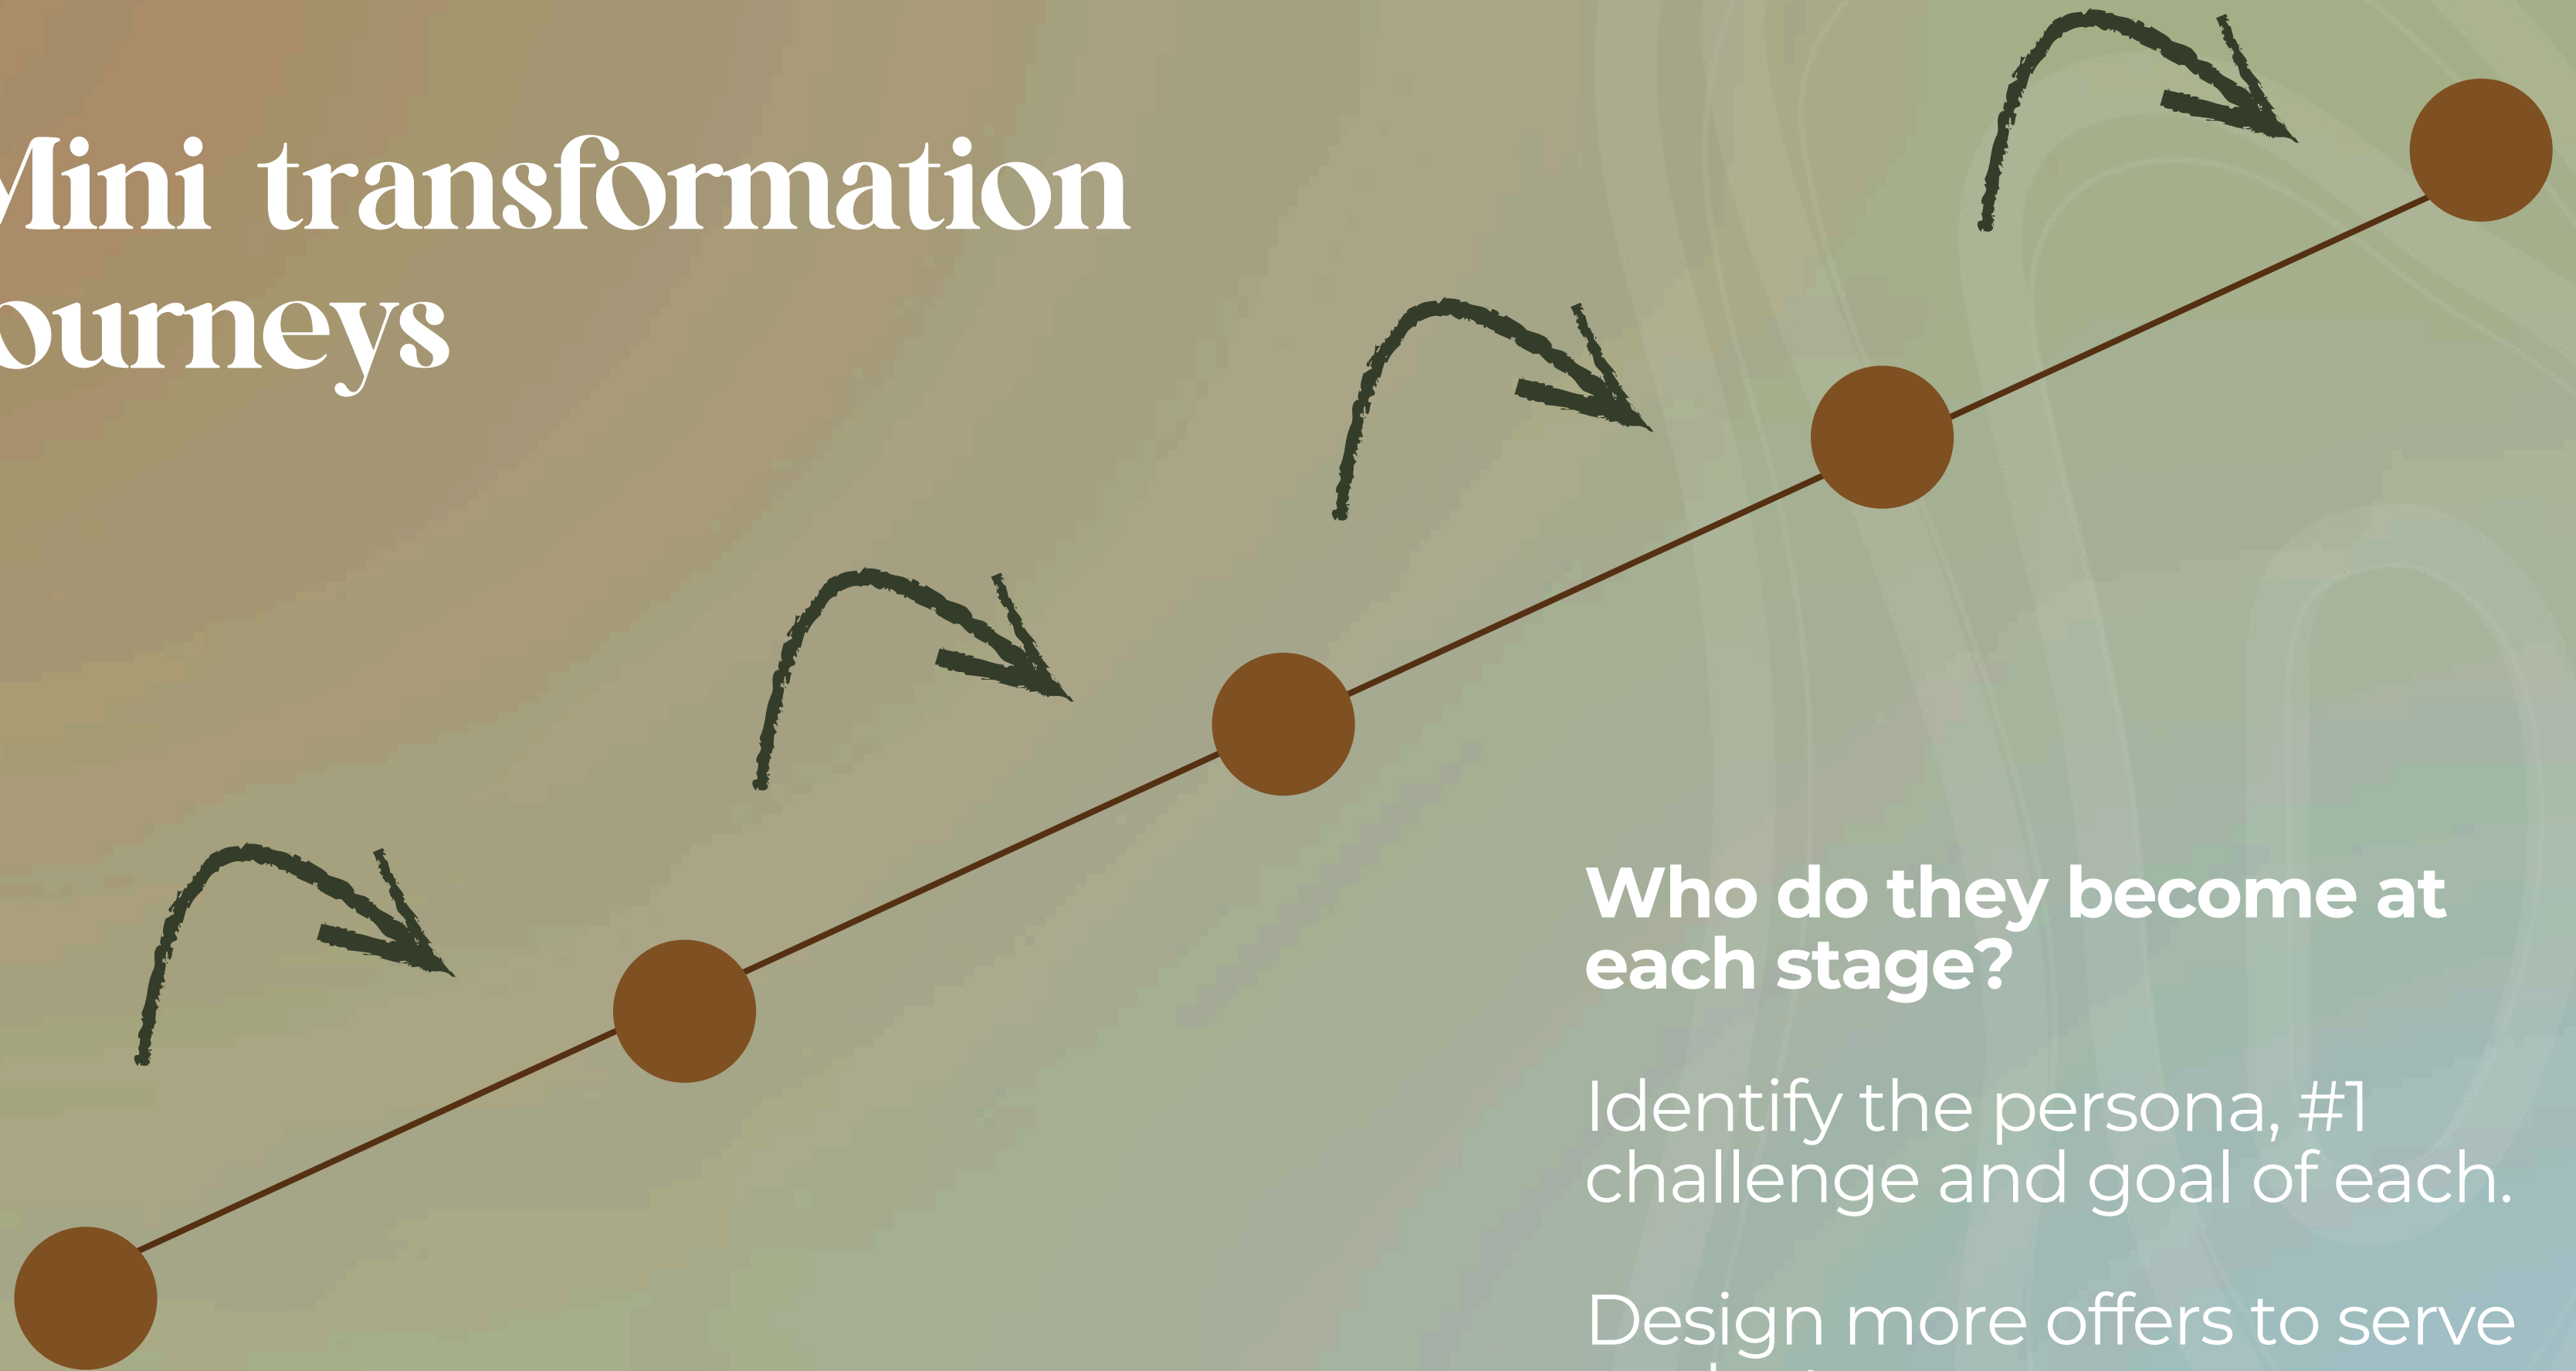 Mini transformation
ourneys
Who do they become at
each stage?
Identify the persona, #1
challenge and goal of each.
Design more offers to serve